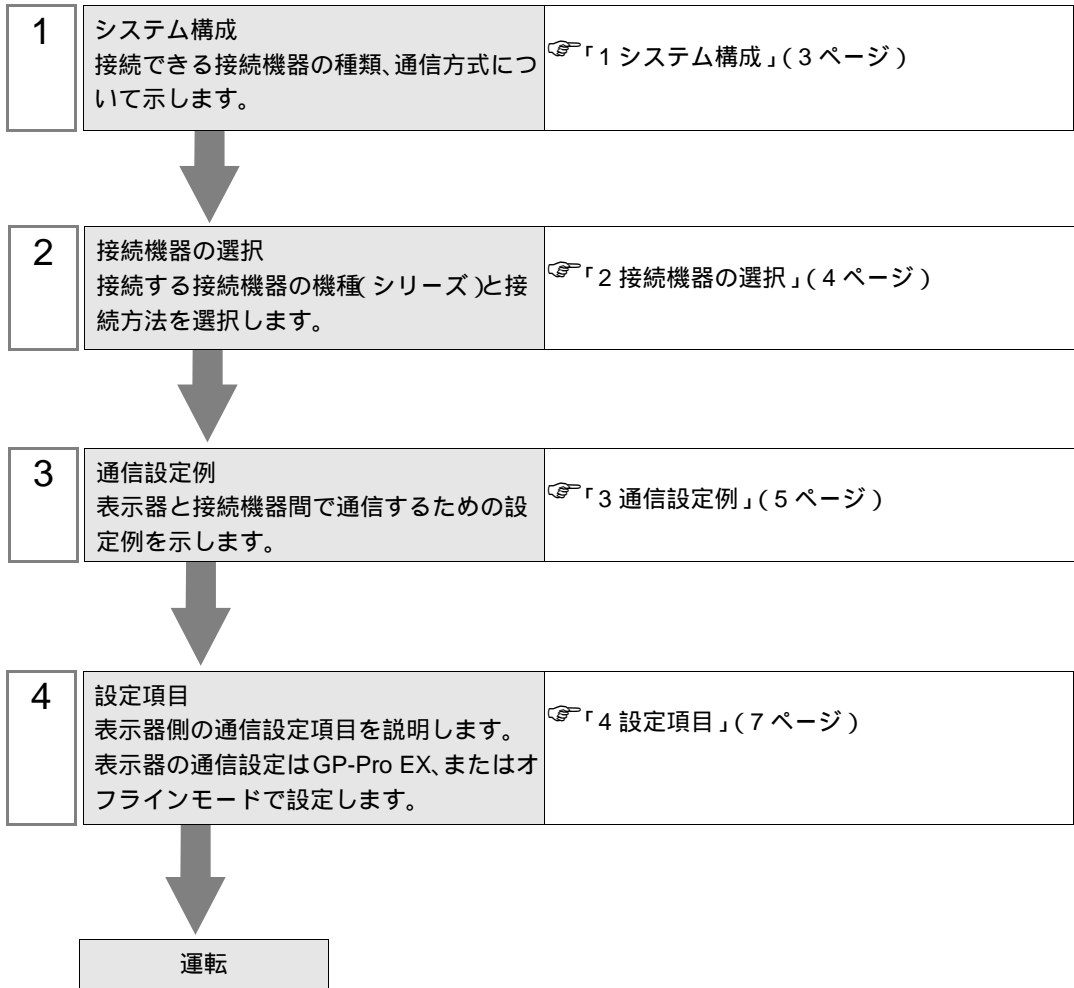 1
システム構成
接続できる接続機器の種類、通信方式につ
いて示します。
☞「1 システム構成」(3 ページ)
2
接続機器の選択
接続する接続機器の機種(シリーズ)と接
続方法を選択します。
☞「2 接続機器の選択」(4 ページ)
3
通信設定例
表示器と接続機器間で通信するための設
定例を示します。
☞「3 通信設定例」(5 ページ)
4
設定項目
表示器側の通信設定項目を説明します。
表示器の通信設定はGP-Pro EX、またはオ
フラインモードで設定します。
☞「4 設定項目」(7 ページ)
運転